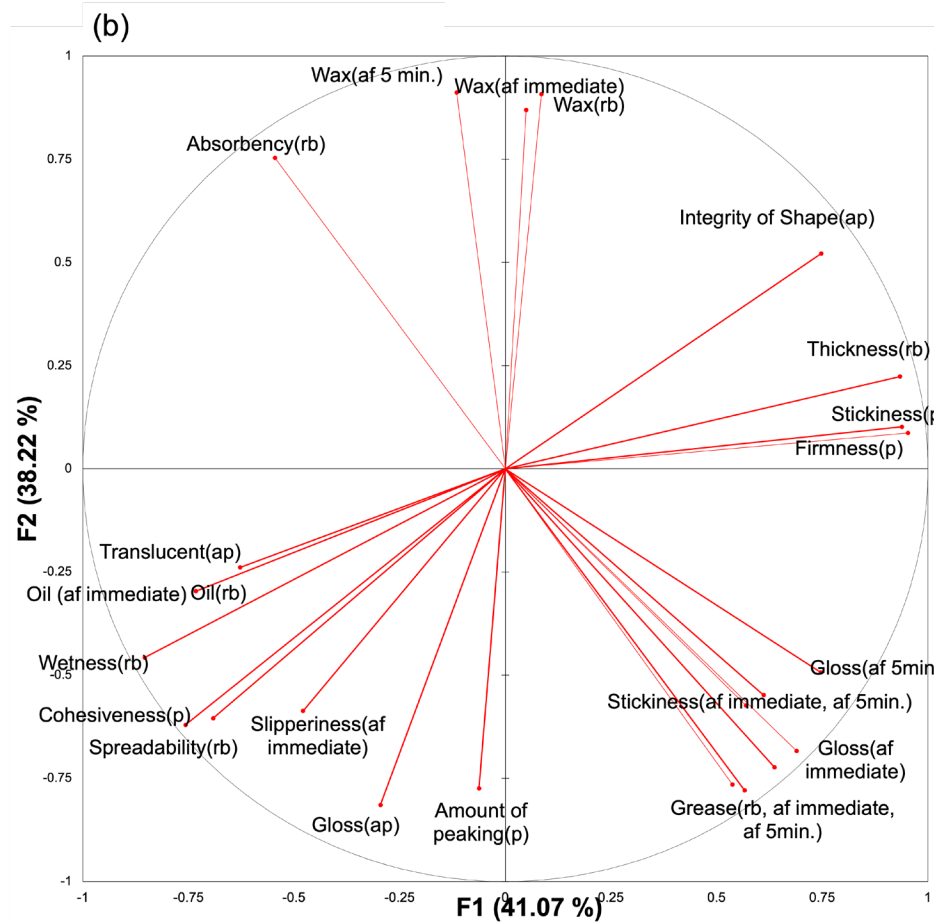 (b)
1
Wax(af 5 min.)
Wax(af immediate)
Wax(rb)
Absorbency(rb)
0.75
Integrity of Shape(ap)
0.5
Thickness(rb)
0.25
Stickiness(p
Firmness(p)
0
F2 (38.22 %)
Translucent(ap)
-0.25
Oil (af immediate)
Oil(rb)
Wetness(rb)
Gloss(af 5min
-0.5
Stickiness(af immediate, af 5min.)
Cohesiveness(p)
Slipperiness(af
immediate)
Spreadability(rb)
Gloss(af
immediate)
-0.75
Amount of
peaking(p)
Grease(rb, af immediate,
af 5min.)
Gloss(ap)
-1
-1
-0.75
-0.5
-0.25
0
0.25
0.5
0.75
1
F1 (41.07 %)